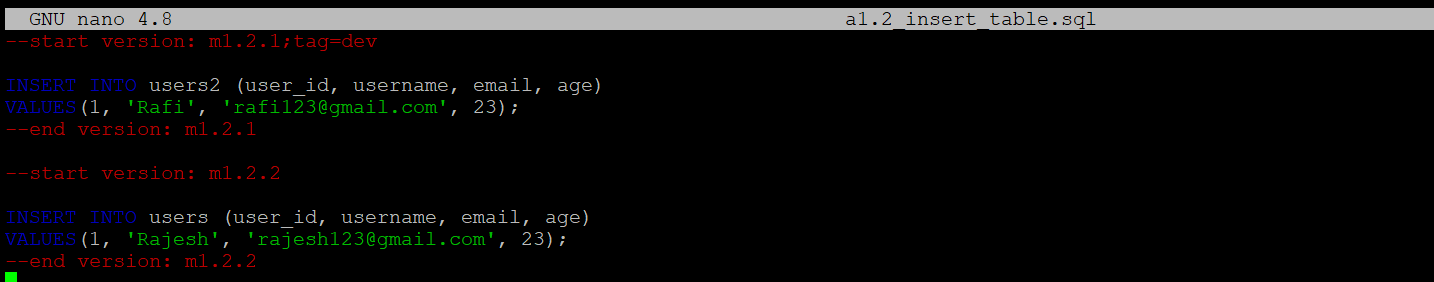 GNU nano 4.8 a1.2_insert_table.sql
--start version: m1.2.1;tag=dev
INSERT INTO users2 (user_id, username, email, age)
VALUES(1, 'Rafi', 'rafi123@gmail.com', 23);
--end version: m1.2.1
--start version: m1.2.2
INSERT INTO users (user_id, username, email, age)
VALUES(1, 'Rajesh', 'rajesh123@gmail.com', 23);
--end version: m1.2.2